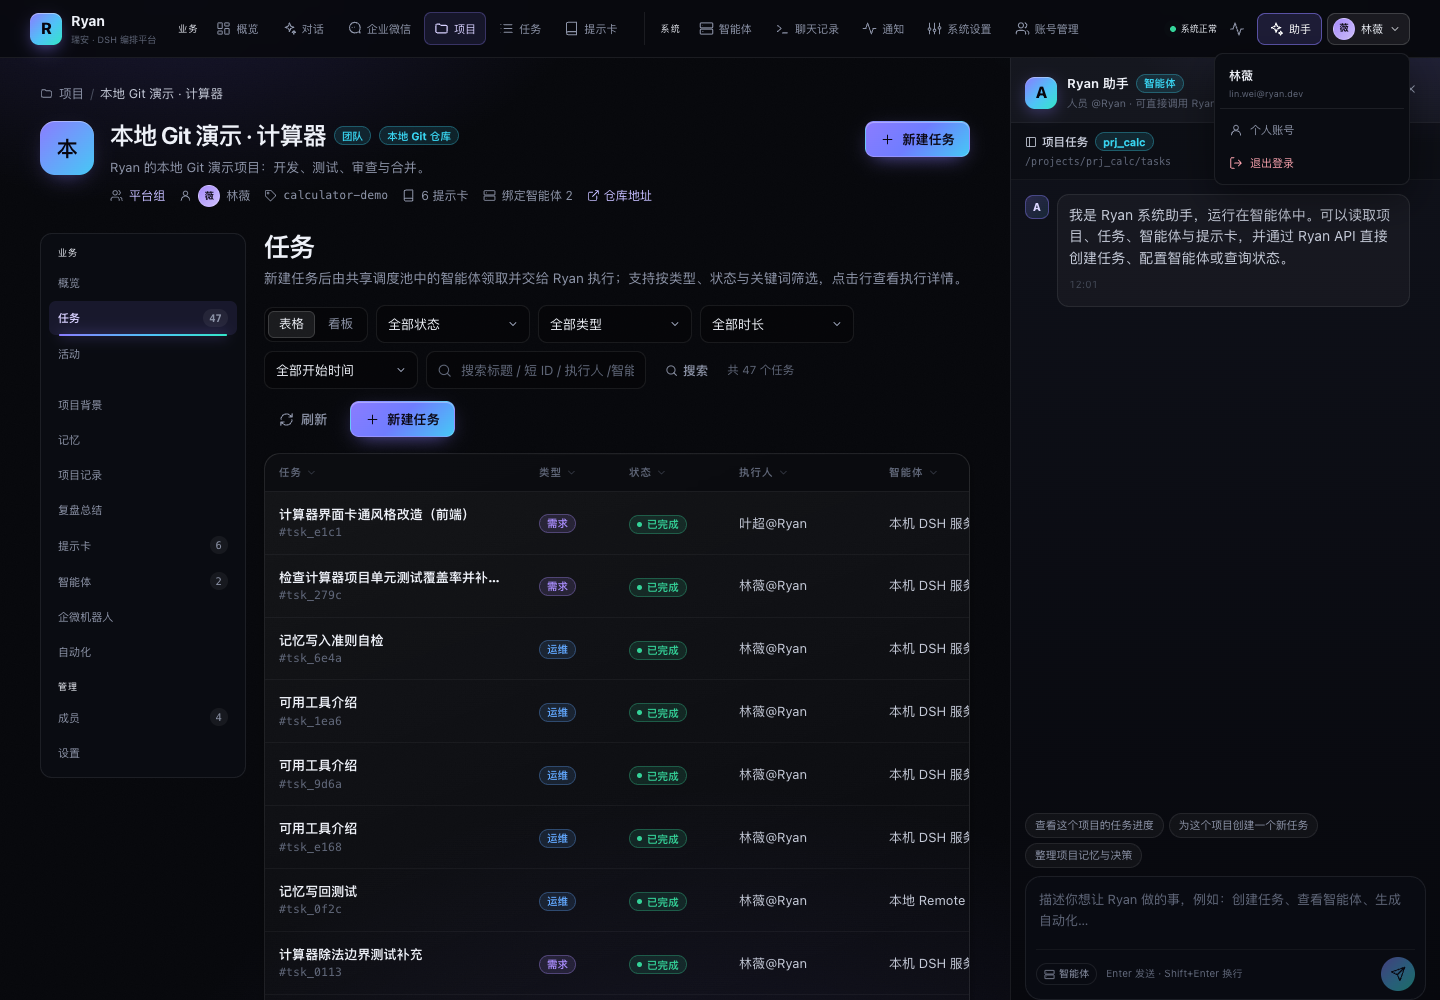 R Ryan
瑞安 · DSH 编排平台
业务 概览 对话 企业微信 项目 任务 提示卡 系统 智能体 聊天记录 通知 系统设置 账号管理
系统正常 助手 薇 林薇
林薇
lin.wei@ryan.dev
个人账号
退出登录
项目 / 本地 Git 演示 · 计算器
本
本地 Git 演示 · 计算器 团队 本地 Git 仓库
Ryan 的本地 Git 演示项目：开发、测试、审查与合并。
平台组 薇 林薇 calculator-demo 6 提示卡 绑定智能体 2 仓库地址
+ 新建任务
业务
概览
任务 47
活动
项目背景
记忆
项目记录
复盘总结
提示卡 6
智能体 2
企微机器人
自动化
管理
成员 4
设置
任务
新建任务后由共享调度池中的智能体领取并交给 Ryan 执行；支持按类型、状态与关键词筛选，点击行查看执行详情。
表格 看板 全部状态 全部类型 全部时长
全部开始时间 搜索标题 / 短 ID / 执行人 /智能 搜索 共 47 个任务
刷新 + 新建任务
任务 类型 状态 执行人 智能体
计算器界面卡通风格改造（前端） 需求 已完成 叶超@Ryan 本机 DSH 服务
#tsk_e1c1
检查计算器项目单元测试覆盖率并补... 需求 已完成 林薇@Ryan 本机 DSH 服务
#tsk_279c
记忆写入准则自检 运维 已完成 林薇@Ryan 本机 DSH 服务
#tsk_6e4a
可用工具介绍 运维 已完成 林薇@Ryan 本机 DSH 服务
#tsk_1ea6
可用工具介绍 运维 已完成 林薇@Ryan 本机 DSH 服务
#tsk_9d6a
可用工具介绍 运维 已完成 林薇@Ryan 本机 DSH 服务
#tsk_e168
记忆写回测试 运维 已完成 林薇@Ryan 本地 Remote
#tsk_0f2c
计算器除法边界测试补充 需求 已完成 林薇@Ryan 本机 DSH 服务
#tsk_0113
A Ryan 助手 智能体
人员 @Ryan · 可直接调用 Ryan
项目任务 prj_calc
/projects/prj_calc/tasks
A
我是 Ryan 系统助手，运行在智能体中。可以读取项
目、任务、智能体与提示卡，并通过 Ryan API 直接
创建任务、配置智能体或查询状态。
12:01
查看这个项目的任务进度 为这个项目创建一个新任务
整理项目记忆与决策
描述你想让 Ryan 做的事，例如：创建任务、查看智能体、生成
自动化...
智能体 Enter 发送 · Shift+Enter 换行